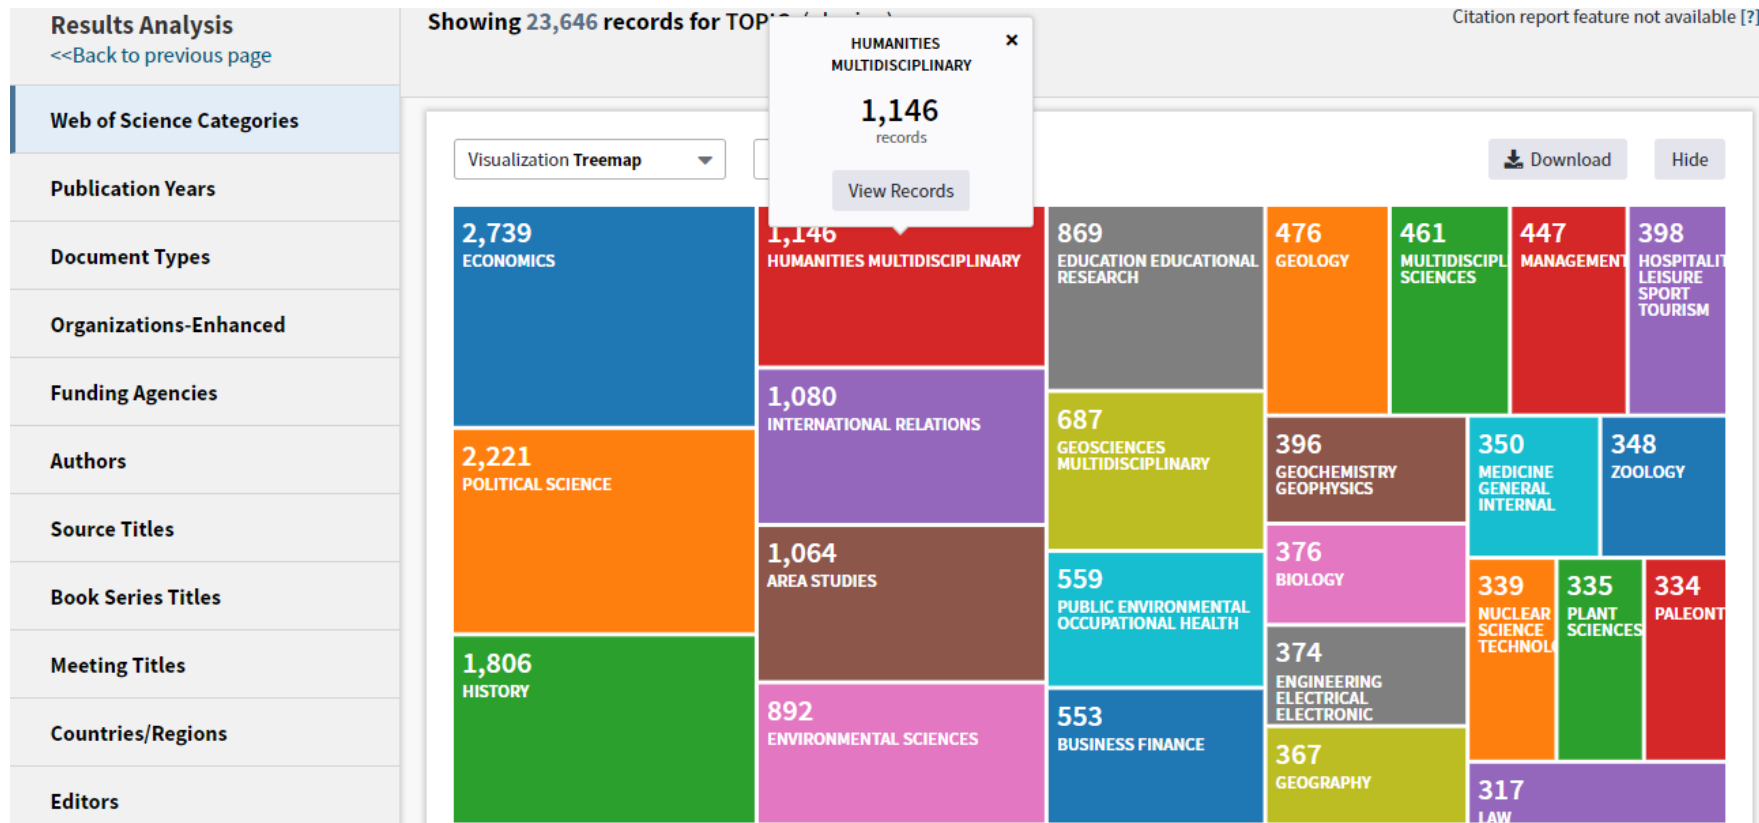 Results Analysis
<<Back to previous page
Web of Science Categories
Publication Years
Document Types
Organizations-Enhanced
Funding Agencies
Authors
Source Titles
Book Series Titles
Meeting Titles
Countries/Regions
Editors
Showing 23,646 records for
Citation report feature not available [?]
HUMANITIES
MULTIDISCIPLINARY
×
1,146
records
View Records
Visualization Treemap
Download
Hide
2,739
ECONOMICS
2,221
POLITICAL SCIENCE
1,806
HISTORY
1,146
HUMANITIES MULTIDISCIPLINARY
1,080
INTERNATIONAL RELATIONS
1,064
AREA STUDIES
892
ENVIRONMENTAL SCIENCES
869
EDUCATION EDUCATIONAL
RESEARCH
687
GEOSCIENCES
MULTIDISCIPLINARY
559
PUBLIC ENVIRONMENTAL
OCCUPATIONAL HEALTH
553
BUSINESS FINANCE
476
GEOLOGY
461
MULTIDISCIPL
SCIENCES
447
MANAGEMENT
398
HOSPITALIT
LEISURE
SPORT
TOURISM
396
GEOCHEMISTRY
GEOPHYSICS
376
BIOLOGY
374
ENGINEERING
ELECTRICAL
ELECTRONIC
367
GEOGRAPHY
350
MEDICINE
GENERAL
INTERNAL
348
ZOOLOGY
339
NUCLEAR
SCIENCE
TECHNOL
335
PLANT
SCIENCES
334
PALEONT
317
LAW